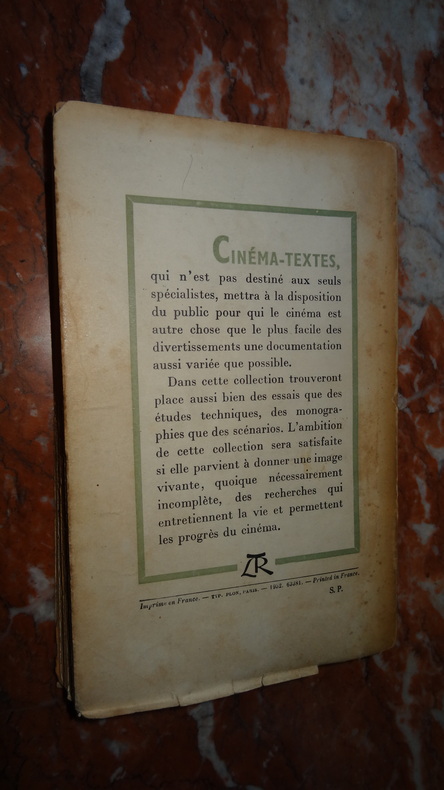 CINÉMA-TEXTES,
qui n'est pas destiné aux seuls
spécialistes, mettra à la disposition
du public pour qui le cinéma est
autre chose que le plus facile des
divertissements une documentation
aussi variée que possible.
Dans cette collection trouveront
place aussi bien des essais que des
études techniques, des monogra-
phies que des scénarios. L'ambition
de cette collection sera satisfaite
si elle parvient à donner une image
vivante, quoique nécessairement
incomplète, des recherches qui
entretiennent la vie et permettent
les progrès du cinéma.
Imprimé en France. — TYP. PLON, PARIS. — Printed in France.
S. P.